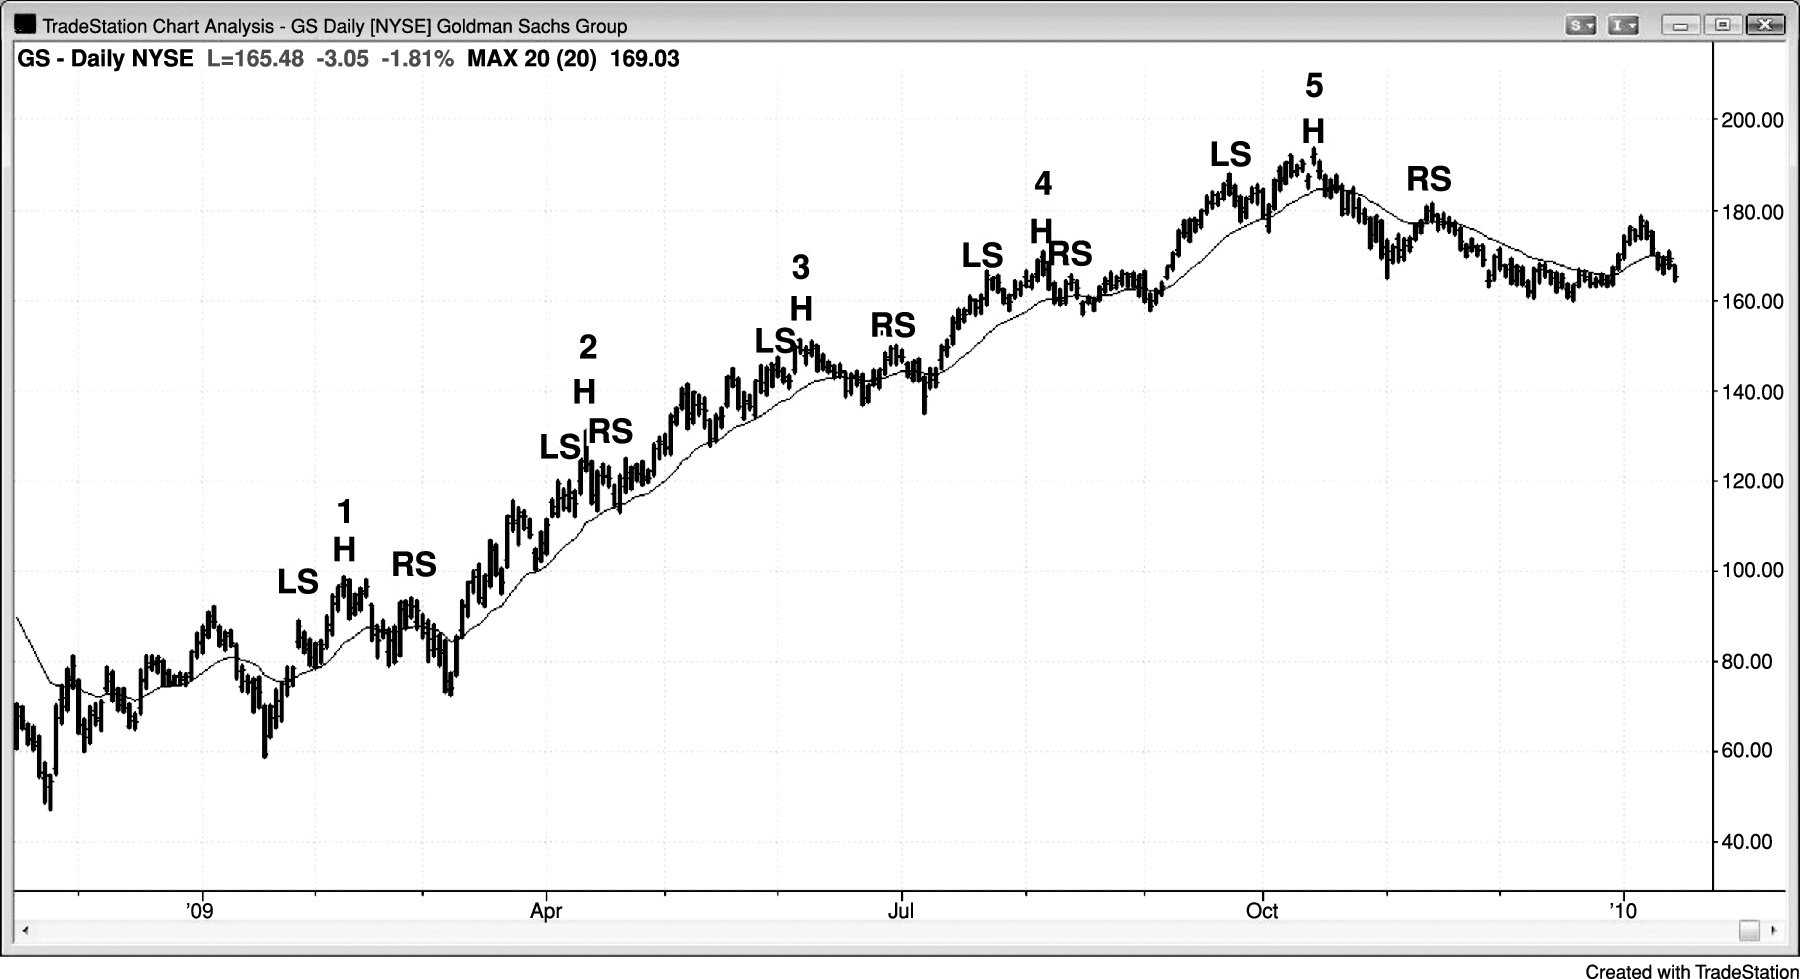 TradeStation Chart Analysis - GS Daily [NYSE] Goldman Sachs Group
S
I
GS - Daily NYSE L=165.48 -3.05 -1.81% MAX 20 (20) 169.03
5
H
LS
RS
4
H
LS
RS
3
H
LS
RS
2
H
LS
RS
1
H
LS
RS
200.00
180.00
160.00
140.00
120.00
100.00
80.00
60.00
40.00
’09
Apr
Jul
Oct
’10
Created with TradeStation